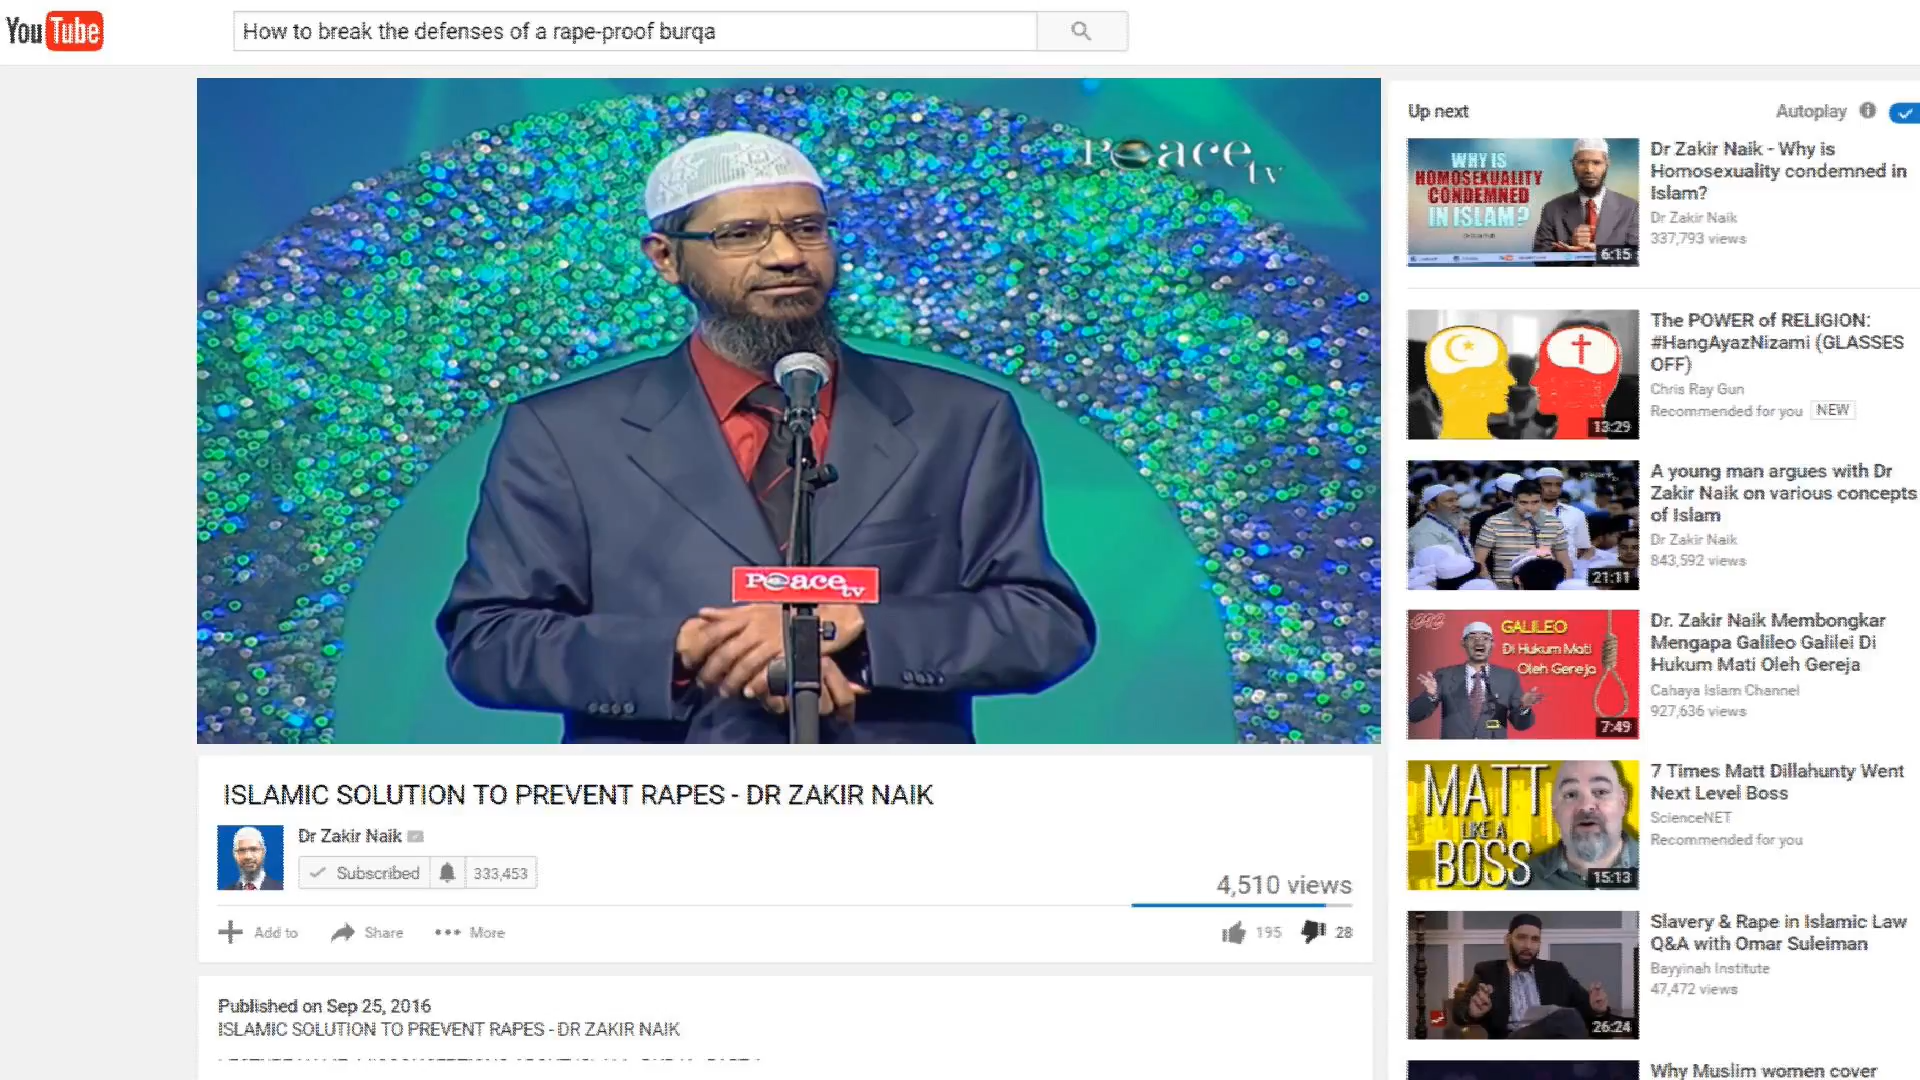 YouTube
How to break the defenses of a rape-proof burqa
Peace tv
Peace tv
ISLAMIC SOLUTION TO PREVENT RAPES - DR ZAKIR NAIK
Dr Zakir Naik
Subscribed
333,453
4,510 views
Add to
Share
More
195
28
Published on Sep 25, 2016
ISLAMIC SOLUTION TO PREVENT RAPES - DR ZAKIR NAIK
Up next
Autoplay
WHY IS
HOMOSEXUALITY
CONDEMNED
IN ISLAM?
6:15
Dr Zakir Naik - Why is
Homosexuality condemned in
Islam?
Dr Zakir Naik
337,793 views
13:29
The POWER of RELIGION:
#HangAyazNizami (GLASSES
OFF)
Chris Ray Gun
Recommended for you NEW
21:11
A young man argues with Dr
Zakir Naik on various concepts
of Islam
Dr Zakir Naik
843,592 views
GALILEO
Di Hukum Mati
Oleh Gereja
7:49
Dr. Zakir Naik Membongkar
Mengapa Galileo Galilei Di
Hukum Mati Oleh Gereja
Cahaya Islam Channel
927,636 views
MATT
LIKE A
BOSS
15:13
7 Times Matt Dillahunty Went
Next Level Boss
ScienceNET
Recommended for you
26:24
Slavery & Rape in Islamic Law
Q&A with Omar Suleiman
Bayyinah Institute
47,472 views
Why Muslim women cover